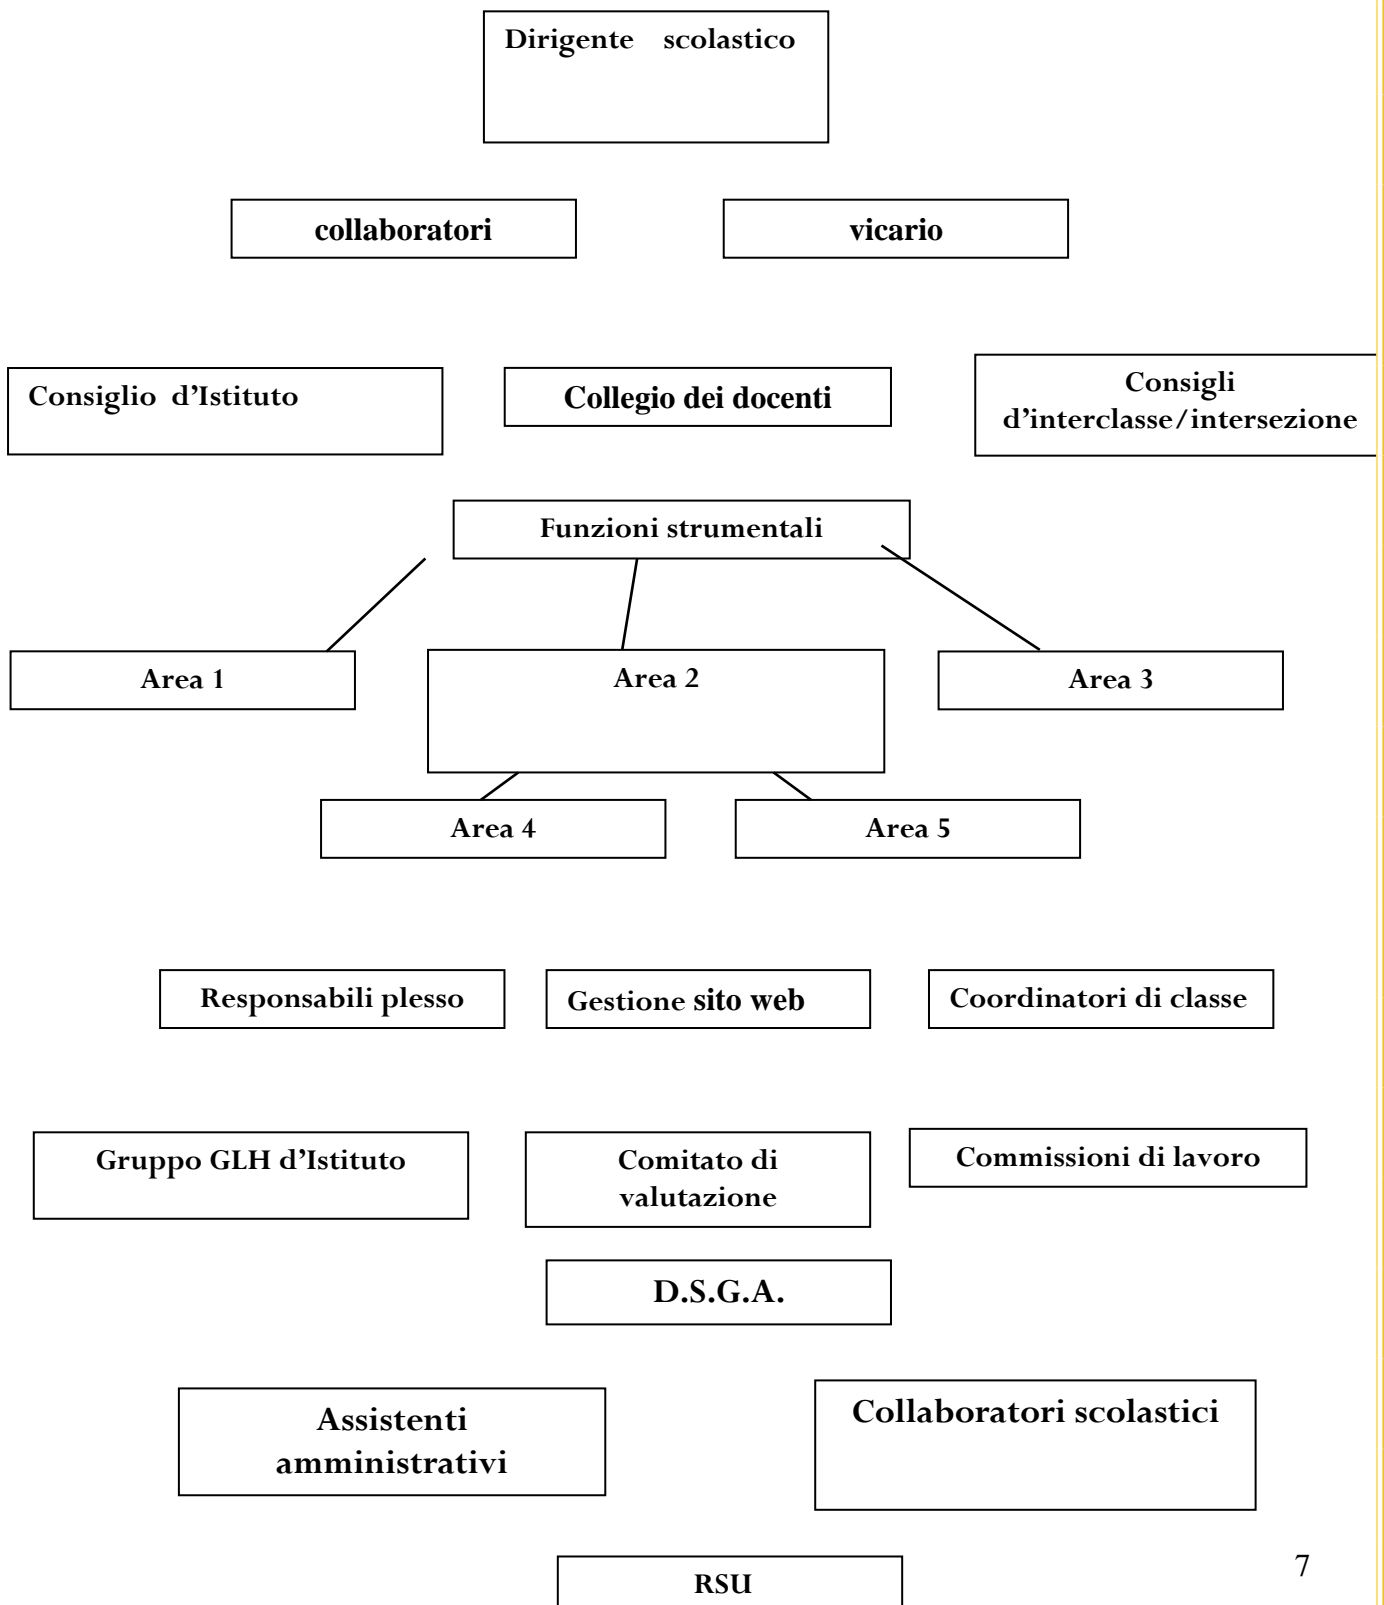 Dirigente scolastico
collaboratori
vicario
Consiglio d’Istituto
Collegio dei docenti
Consigli
d’interclasse/intersezione
Funzioni strumentali
Area 1
Area 2
Area 3
Area 4
Area 5
Responsabili plesso
Gestione sito web
Coordinatori di classe
Gruppo GLH d’Istituto
Comitato di
valutazione
Commissioni di lavoro
D.S.G.A.
Assistenti
amministrativi
Collaboratori scolastici
RSU
7